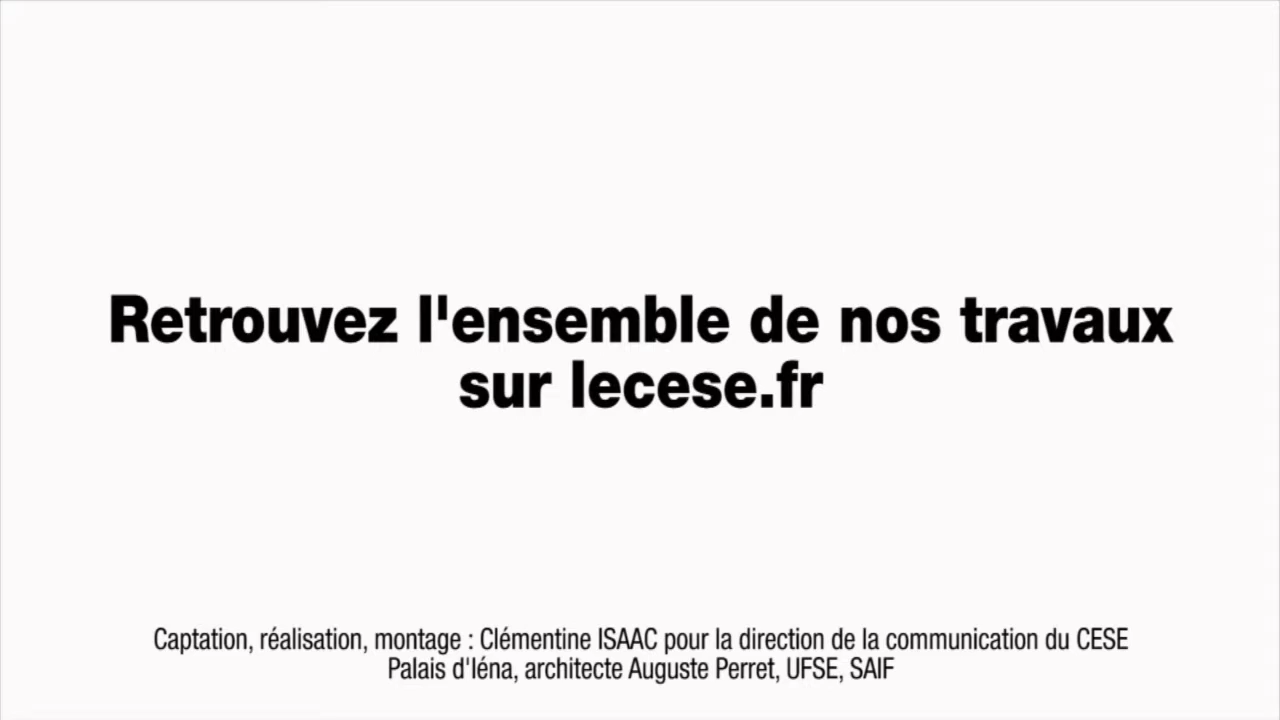 Retrouvez l'ensemble de nos travaux
sur lecese.fr
Captation, réalisation, montage : Clémentine ISAAC pour la direction de la communication du CESE
Palais d'Iéna, architecte Auguste Perret, UFSE, SAIF